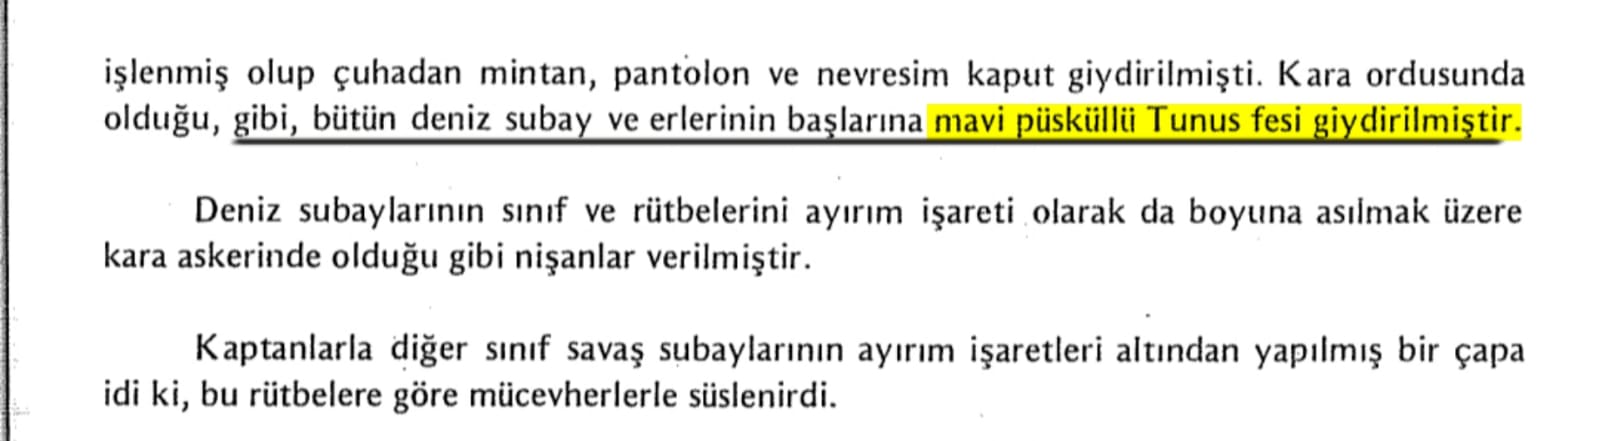 işlenmiş olup çuhadan mintan, pantolon ve nevresim kaput giydirilmişti. Kara ordusunda
olduğu, gibi, bütün deniz subay ve erlerinin başlarına mavi püsküllü Tunus fesi giydirilmiştir.
Deniz subaylarının sınıf ve rütbelerini ayırım işareti olarak da boyuna asılmak üzere
kara askerinde olduğu gibi nişanlar verilmiştir.
Kaptanlarla diğer sınıf savaş subaylarının ayırım işaretleri altından yapılmış bir çapa
idi ki, bu rütbelere göre mücevherlerle süslenirdi.